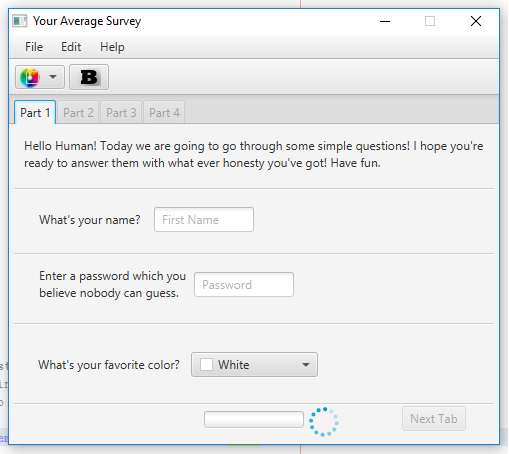 Your Average Survey
File Edit Help
B
Part 1 Part 2 Part 3 Part 4
Hello Human! Today we are going to go through some simple questions! I hope you're
ready to answer them with what ever honesty you've got! Have fun.
What's your name? First Name
Enter a password which you
believe nobody can guess. Password
What's your favorite color? White
Next Tab